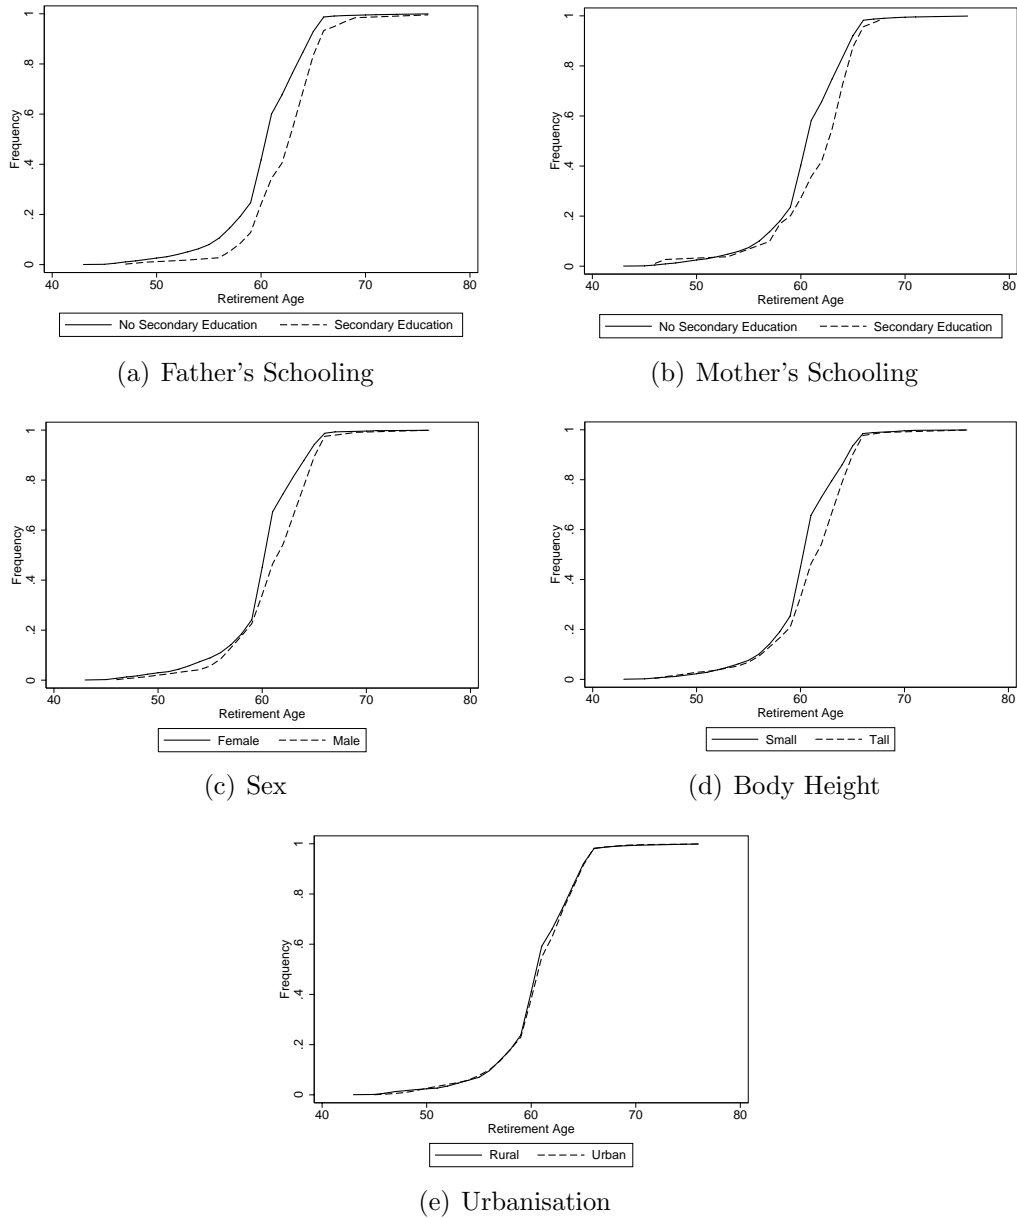 Frequency
0 .2 .4 .6 .8 1
40 50 60 70 80
Retirement Age
No Secondary Education Secondary Education
(a) Father's Schooling
Frequency
0 .2 .4 .6 .8 1
40 50 60 70 80
Retirement Age
No Secondary Education Secondary Education
(b) Mother's Schooling
Frequency
0 .2 .4 .6 .8 1
40 50 60 70 80
Retirement Age
Female Male
(c) Sex
Frequency
0 .2 .4 .6 .8 1
40 50 60 70 80
Retirement Age
Small Tall
(d) Body Height
Frequency
0 .2 .4 .6 .8 1
40 50 60 70 80
Retirement Age
Rural Urban
(e) Urbanisation